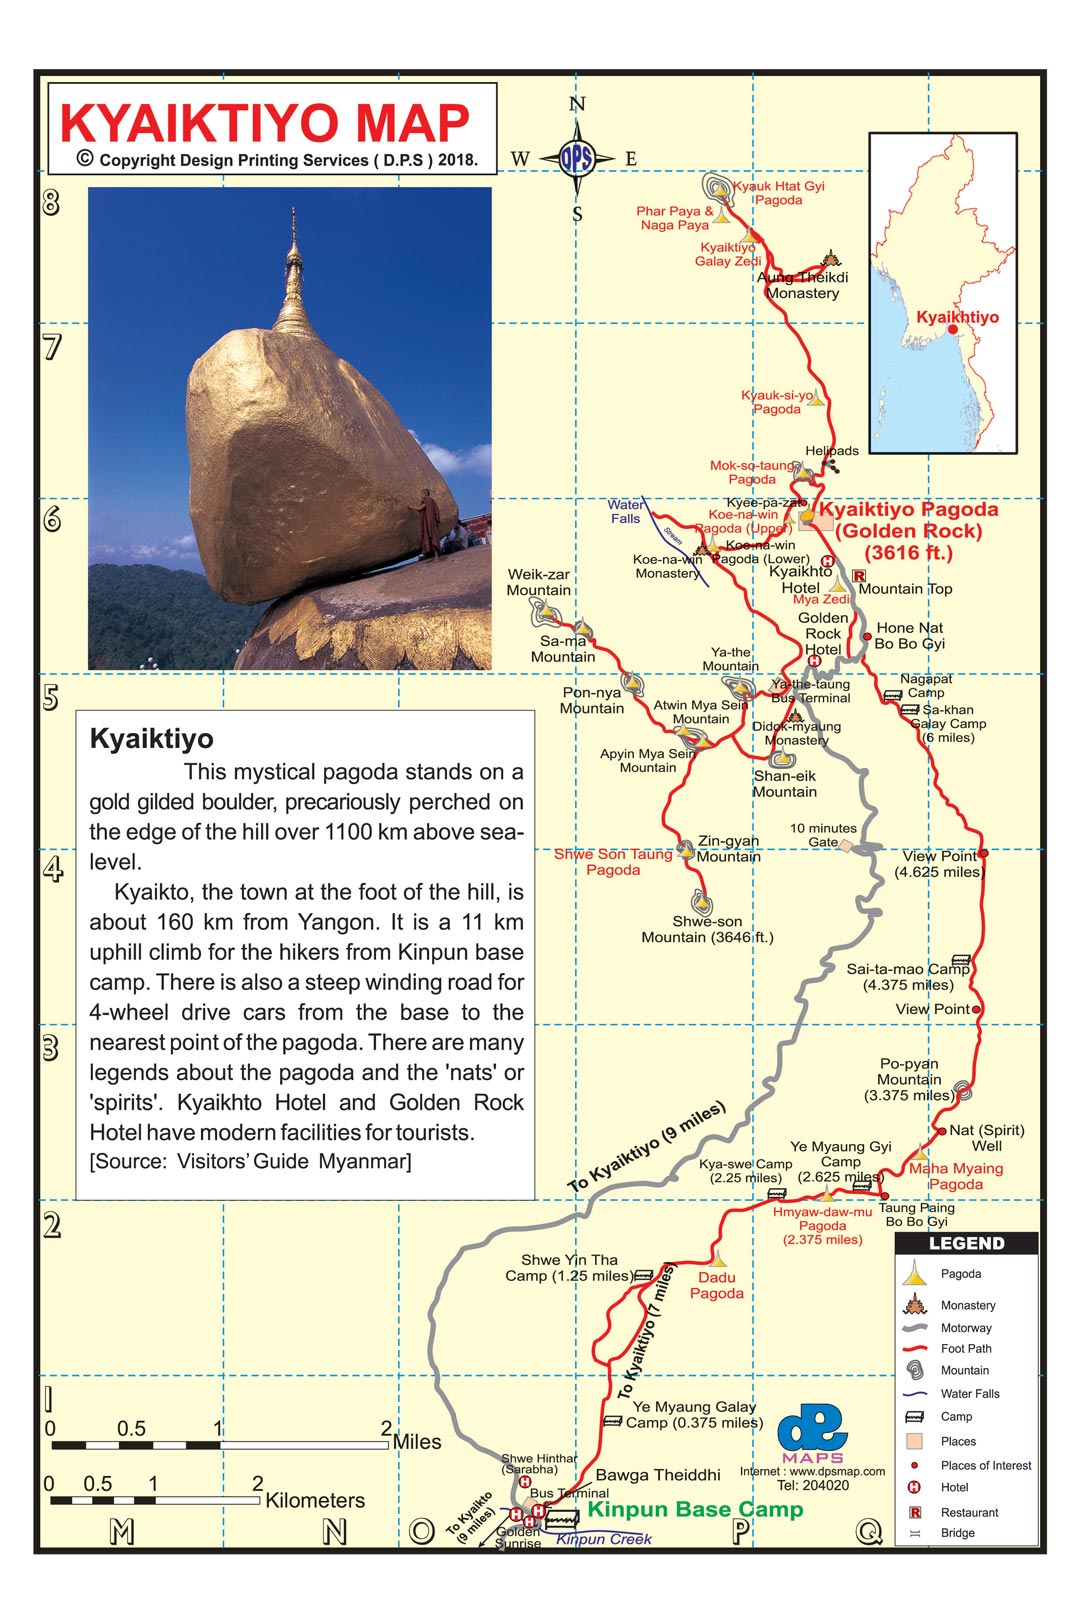 KYAIKTIYO MAP
© Copyright Design Printing Services ( D.P.S ) 2018.
N
W
DPS
E
S
8
7
6
5
4
3
2
1
M
N
O
P
Q
Kyauk Htat Gyi
Pagoda
Phar Paya &
Naga Paya
Kyaiktiyo
Galay Zedi
Aung Theikdi
Monastery
Kyaikhtiyo
Kyauk-si-yo
Pagoda
Helipads
Mok-so-taung
Pagoda
Kyee-pa-zat
Kyaiktiyo Pagoda
(Golden Rock)
(3616 ft.)
Koe-na-win
Pagoda (Upper)
Water
Falls
Stream
Koe-na-win
Pagoda (Lower)
Koe-na-win
Monastery
Kyaikhto
Hotel
Mountain Top
Mya Zedi
Weik-zar
Mountain
Golden
Rock
Hotel
Hone Nat
Bo Bo Gyi
Sa-ma
Mountain
Ya-the
Mountain
Nagapat
Camp
Pon-nya
Mountain
Ya-the-taung
Bus Terminal
Sa-khan
Galay Camp
(6 miles)
Atwin Mya Sein
Mountain
Didok-myaung
Monastery
Apyin Mya Sein
Mountain
Shan-eik
Mountain
10 minutes
Gate
Zin-gyan
Mountain
Shwe Son Taung
Pagoda
View Point
(4.625 miles)
Shwe-son
Mountain (3646 ft.)
Sai-ta-mao Camp
(4.375 miles)
View Point
Po-pyan
Mountain
(3.375 miles)
Nat (Spirit)
Well
To Kyaiktiyo (9 miles)
Ye Myaung Gyi
Camp
(2.625 miles)
Kya-swe Camp
(2.25 miles)
Maha Myaing
Pagoda
Hmyaw-daw-mu
Pagoda
(2.375 miles)
Taung Paing
Bo Bo Gyi
Shwe Yin Tha
Camp (1.25 miles)
Dadu
Pagoda
To Kyaiktiyo (7 miles)
Ye Myaung Galay
Camp (0.375 miles)
Shwe Hinthar
(Sarabha)
Bawga Theiddhi
Bus Terminal
Kinpun Base Camp
To Kyaikto
(9 miles)
Golden
Sunrise
Kinpun Creek
Kyaiktiyo
This mystical pagoda stands on a
gold gilded boulder, precariously perched on
the edge of the hill over 1100 km above sea-
level.
Kyaikto, the town at the foot of the hill, is
about 160 km from Yangon. It is a 11 km
uphill climb for the hikers from Kinpun base
camp. There is also a steep winding road for
4-wheel drive cars from the base to the
nearest point of the pagoda. There are many
legends about the pagoda and the 'nats' or
'spirits'. Kyaikhto Hotel and Golden Rock
Hotel have modern facilities for tourists.
[Source: Visitors' Guide Myanmar]
0 0.5 1 2 Miles
0 0.5 1 2 Kilometers
MAPS
Internet : www.dpsmap.com
Tel: 204020
LEGEND
Pagoda
Monastery
Motorway
Foot Path
Mountain
Water Falls
Camp
Places
Places of Interest
H Hotel
R Restaurant
Bridge